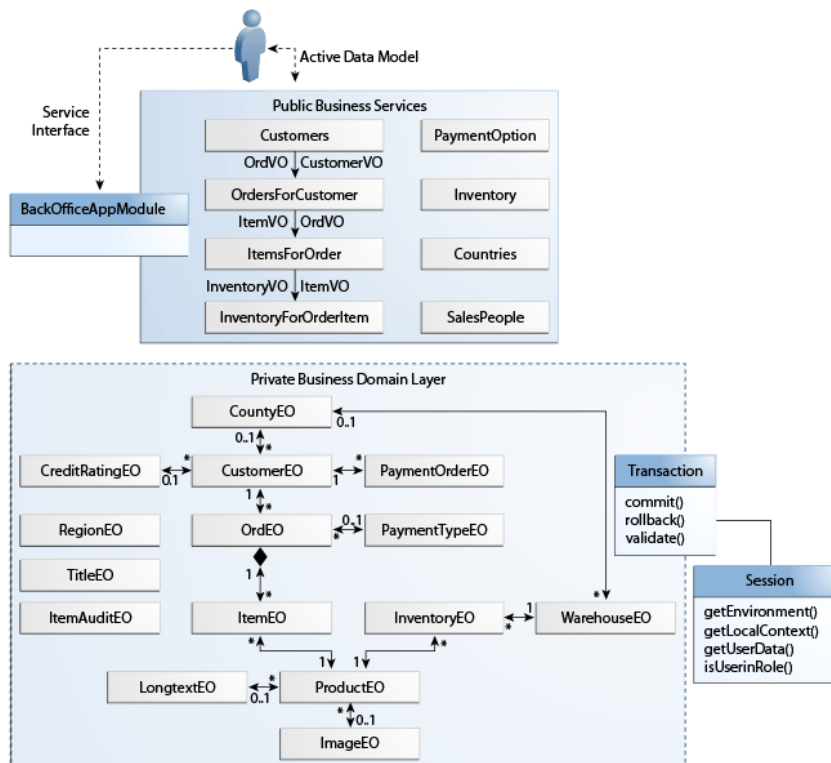 Active Data Model
Service
Interface
Public Business Services
Customers
PaymentOption
OrdVO CustomerVO
BackOfficeAppModule
OrdersForCustomer
Inventory
ItemVO OrdVO
ItemsForOrder
Countries
InventoryVO ItemVO
InventoryForOrderItem
SalesPeople
Private Business Domain Layer
CountyEO
0..1
0..1
*
CreditRatingEO
*
0.1
CustomerEO
*
1
PaymentOrderEO
1
*
RegionEO
OrdEO
0..1
*
PaymentTypeEO
TitleEO
1
*
ItemAuditEO
ItemEO
InventoryEO
1
*
*
WarehouseEO
*
1
*
1
LongtextEO
*
0..1
ProductEO
*
0..1
ImageEO
Transaction
commit()
rollback()
validate()
Session
getEnvironment()
getLocalContext()
getUserData()
isUserinRole()